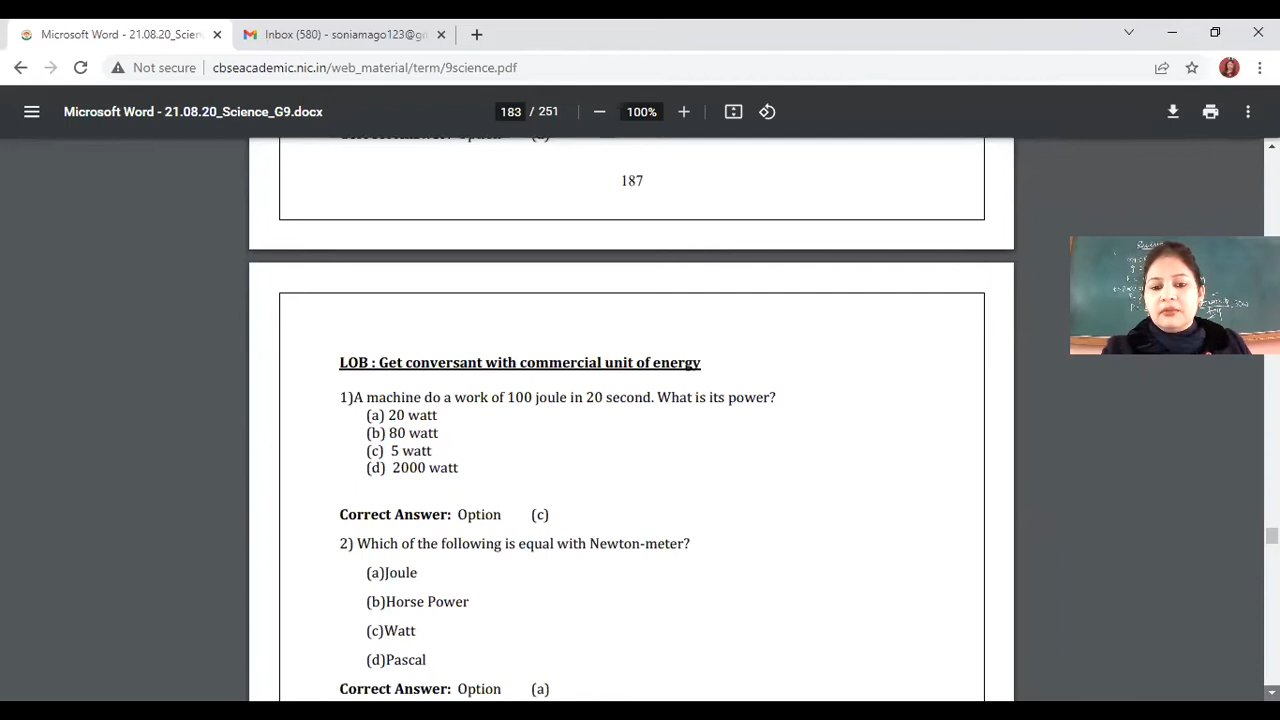 Microsoft Word - 21.08.20_Scien
Inbox (580) - soniamago123@gm
Not secure
cbseacademic.nic.in/web_material/term/9science.pdf
Microsoft Word - 21.08.20_Science_G9.docx
183 / 251
100%
187
LOB : Get conversant with commercial unit of energy
1)A machine do a work of 100 joule in 20 second. What is its power?
(a) 20 watt
(b) 80 watt
(c) 5 watt
(d) 2000 watt
Correct Answer: Option (c)
2) Which of the following is equal with Newton-meter?
(a)Joule
(b)Horse Power
(c)Watt
(d)Pascal
Correct Answer: Option (a)